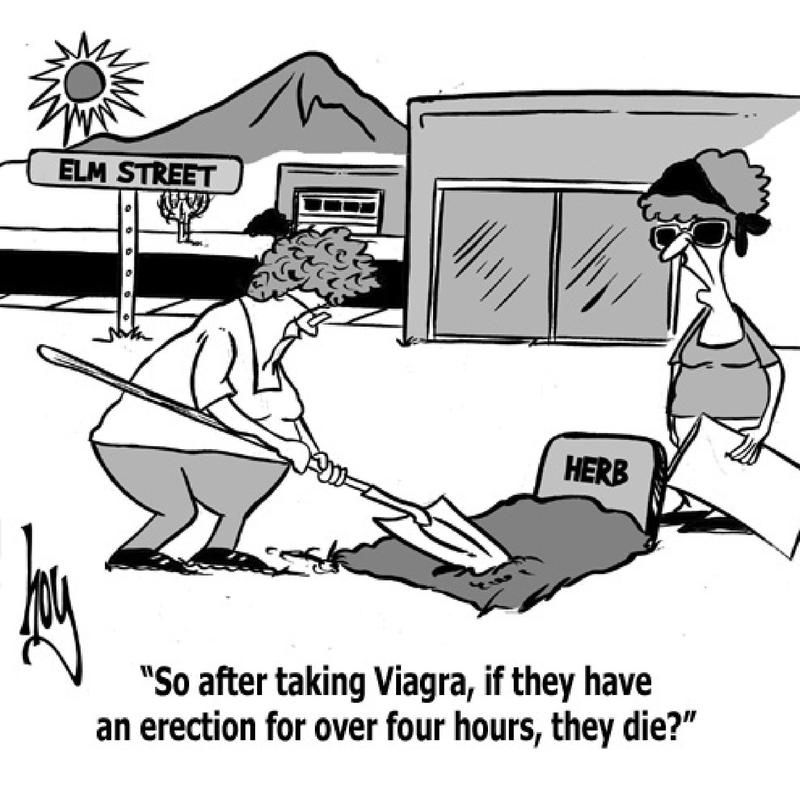 ELM STREET
HERB
hoy
“So after taking Viagra, if they have
an erection for over four hours, they die?”